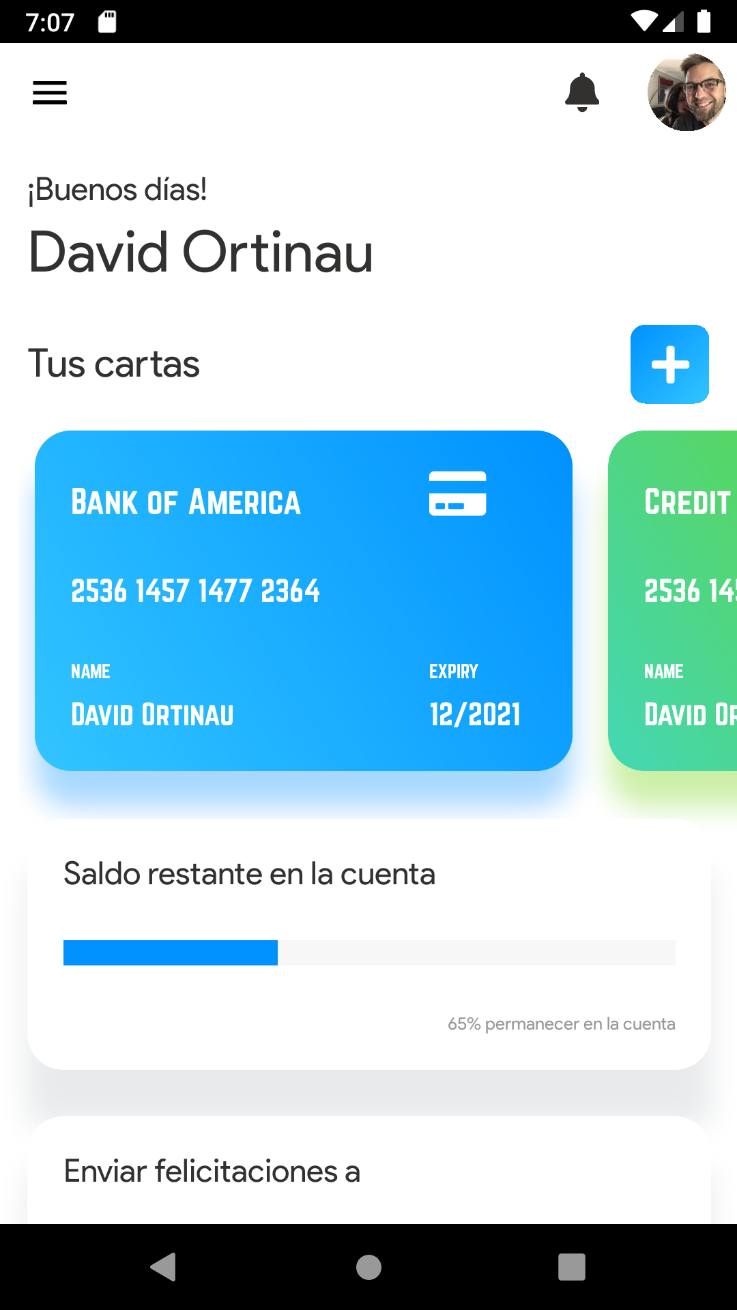 7:07
¡Buenos días!
David Ortinau
Tus cartas
Bank of America
2536 1457 1477 2364
Name
Expiry
David Ortinau
12/2021
Credit
2536 14
Name
David Or
Saldo restante en la cuenta
65% permanecer en la cuenta
Enviar felicitaciones a